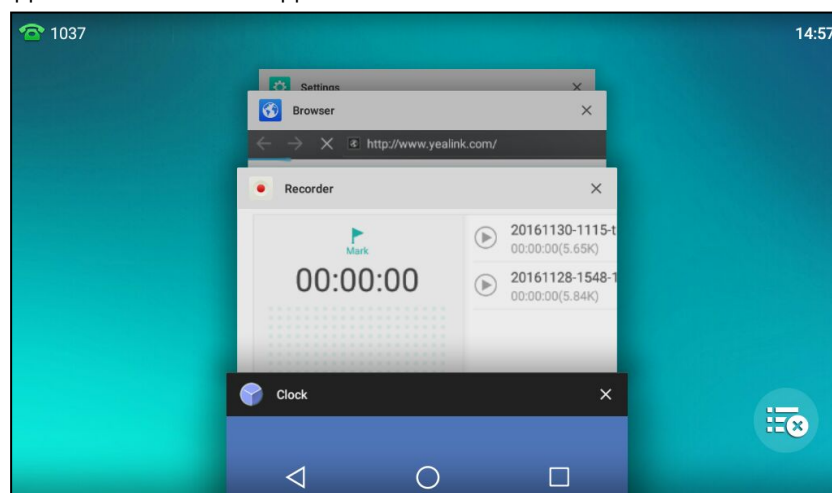 1037
14:57
Settings
Browser
http://www.yealink.com/
Recorder
Mark
00:00:00
20161130-1115-t
00:00:00(5.65K)
20161128-1548-1
00:00:00(5.84K)
Clock